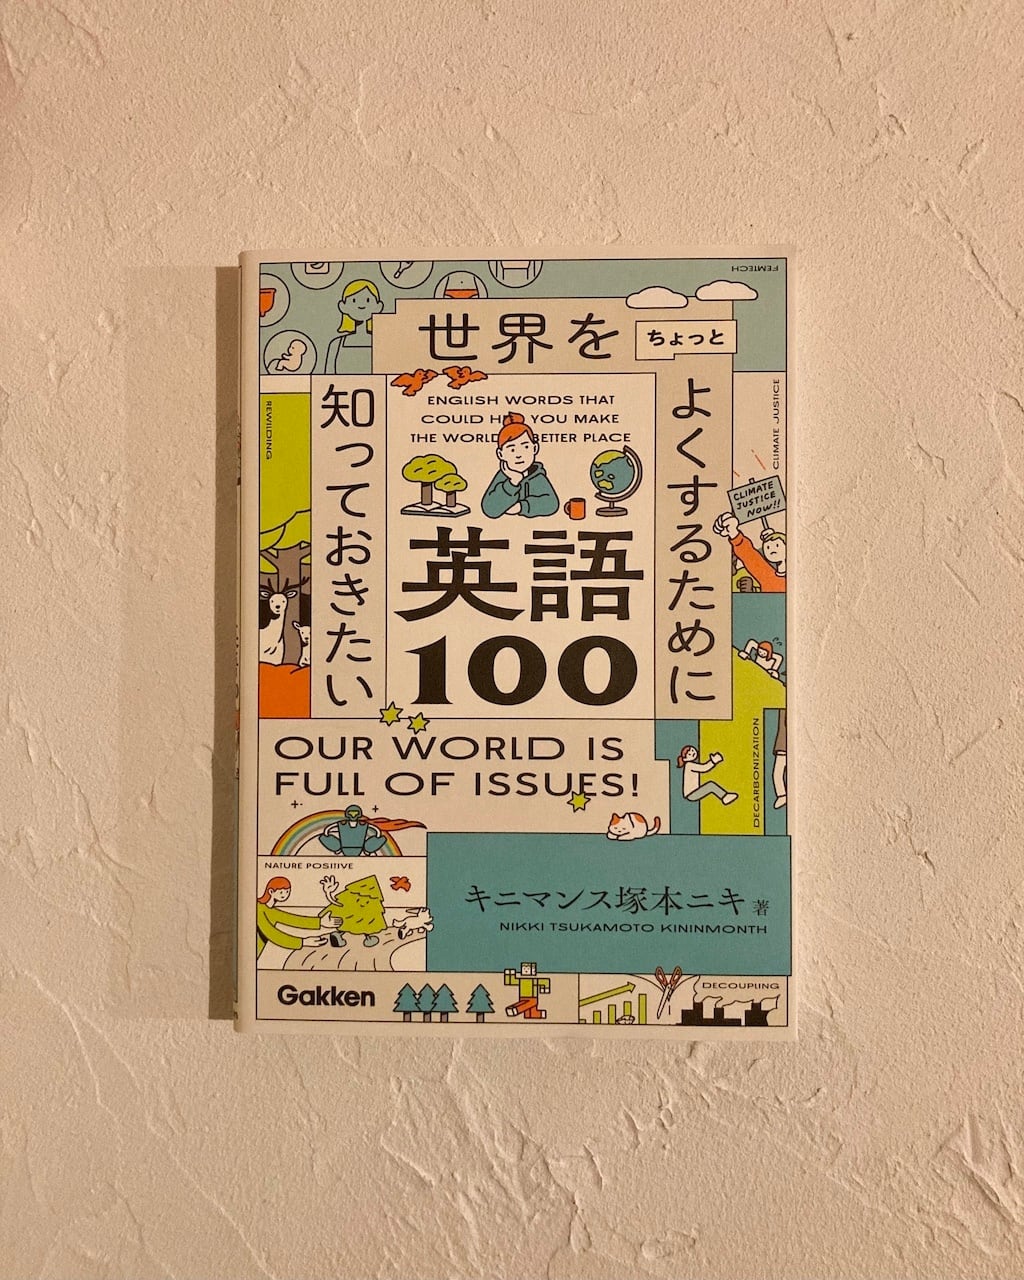 FEMTECH
世界を
ちょっと
よくするために
知っておきたい
英語
100
ENGLISH WORDS THAT
COULD YOU MAKE
THE WORLD BETTER PLACE
REWILDING
CLIMATE JUSTICE
CLIMATE
JUSTICE
NOW!!
OUR WORLD IS
FULL OF ISSUES!
DECARBONIZATION
NATURE POSITIVE
キニマンス塚本ニキ 著
NIKKI TSUKAMOTO KININMONTH
Gakken
DECOUPLING